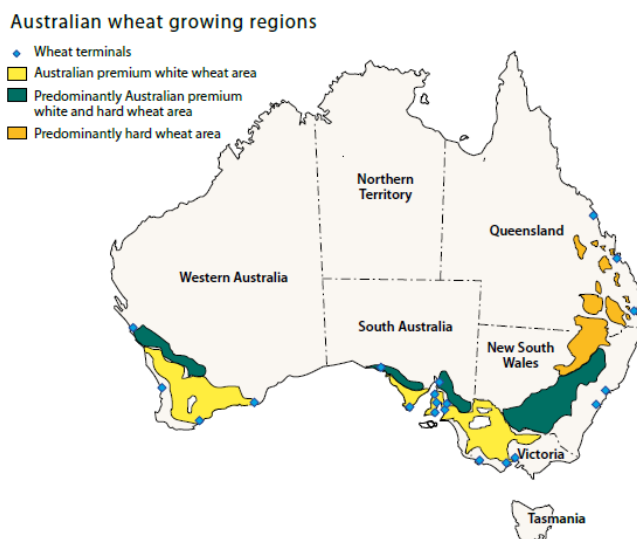 Australian wheat growing regions
Wheat terminals
Australian premium white wheat area
Predominantly Australian premium
white and hard wheat area
Predominantly hard wheat area
Northern
Territory
Queensland
Western Australia
South Australia
New South
Wales
Victoria
Tasmania